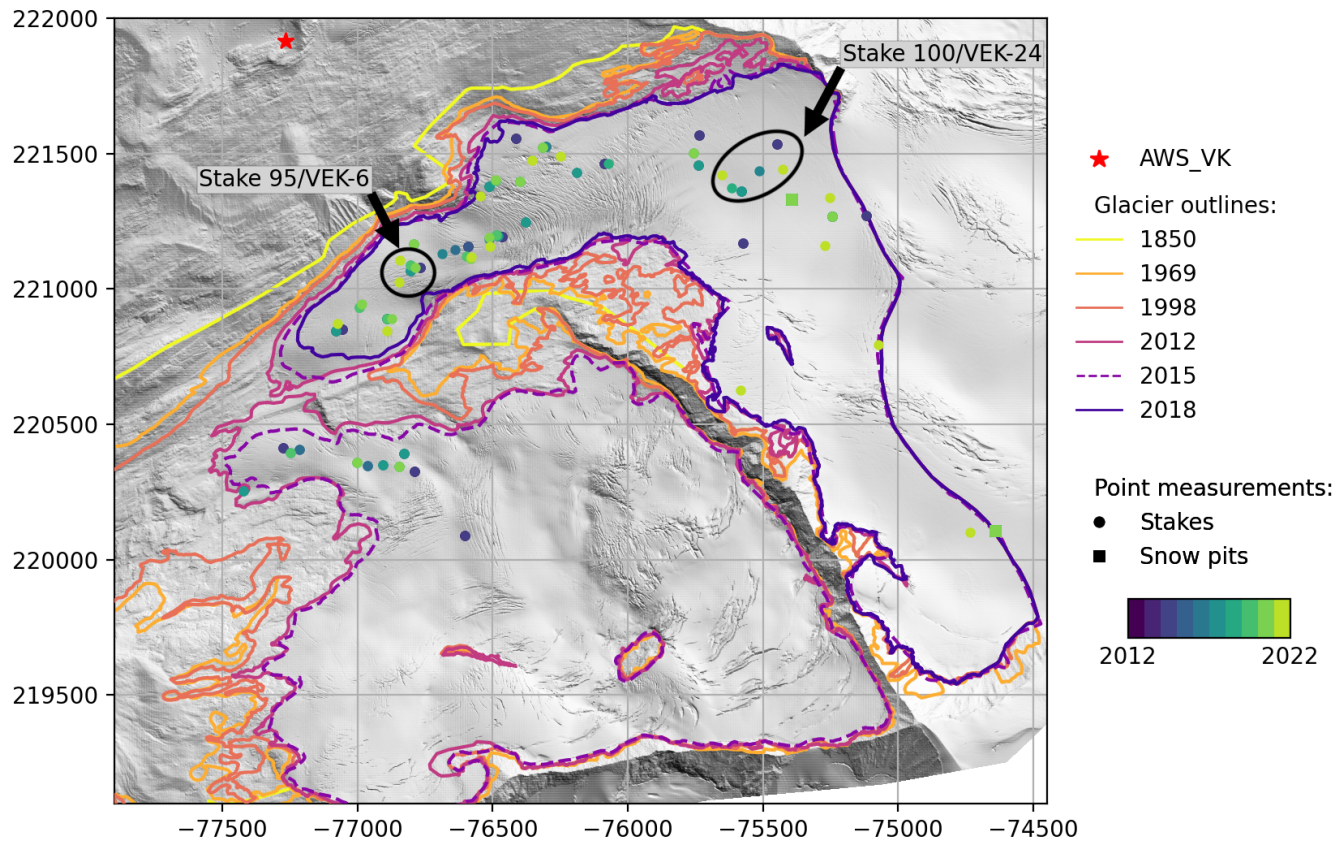 222000
221500
221000
220500
220000
219500
−77500
−77000
−76500
−76000
−75500
−75000
−74500
Stake 100/VEK-24
Stake 95/VEK-6
AWS_VK
Glacier outlines:
1850
1969
1998
2012
2015
2018
Point measurements:
Stakes
Snow pits
2012 2022